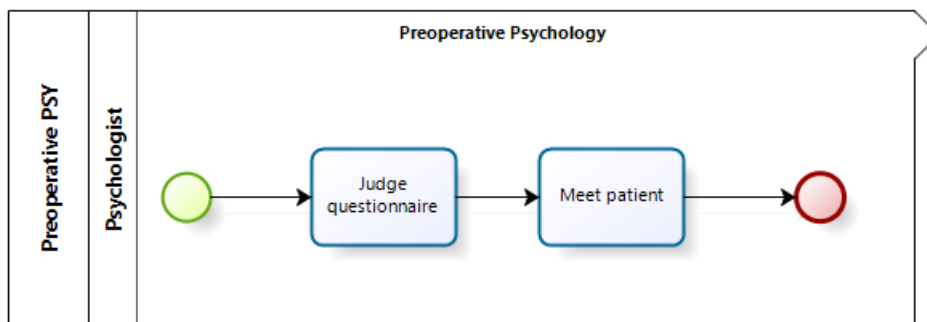 Preoperative PSY
Psychologist
Preoperative Psychology
Judge
questionnaire
Meet patient